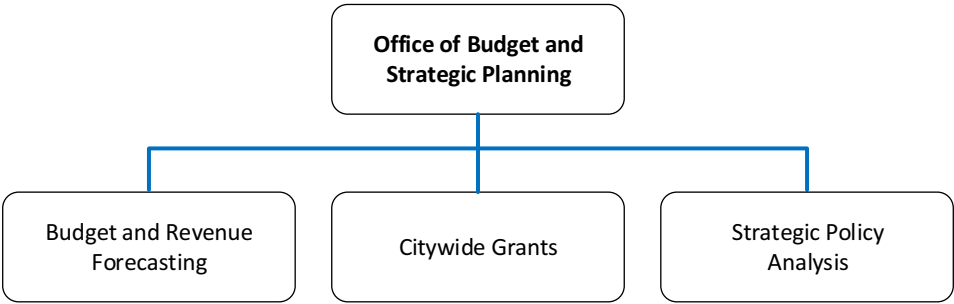 Office of Budget and
Strategic Planning
Budget and Revenue
Forecasting
Citywide Grants
Strategic Policy
Analysis